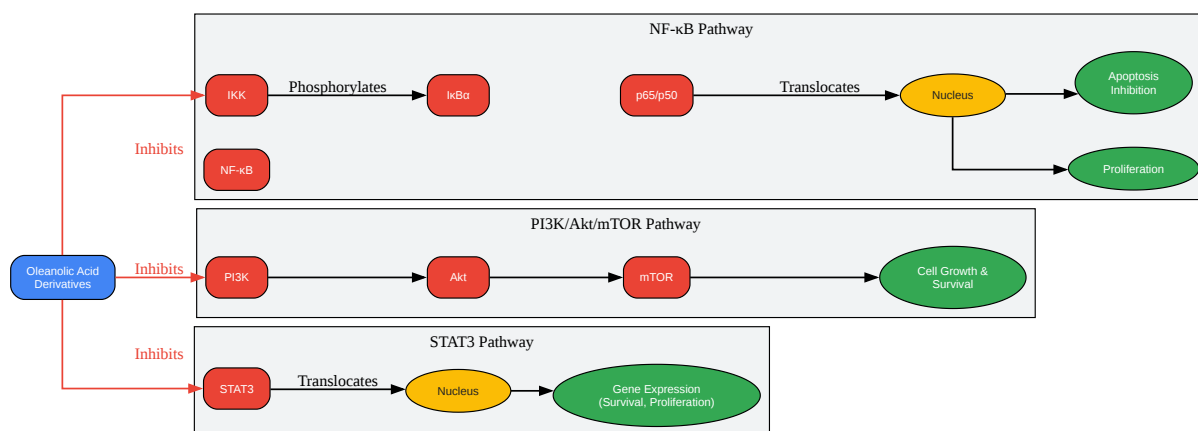 NF-κB Pathway
IKK
Phosphorylates
IκBα
p65/p50
Translocates
Nucleus
Apoptosis
Inhibition
Inhibits
NF-κB
Proliferation
PI3K/Akt/mTOR Pathway
Oleanolic Acid
Derivatives
Inhibits
PI3K
Akt
mTOR
Cell Growth &
Survival
STAT3 Pathway
Inhibits
STAT3
Translocates
Nucleus
Gene Expression
(Survival, Proliferation)